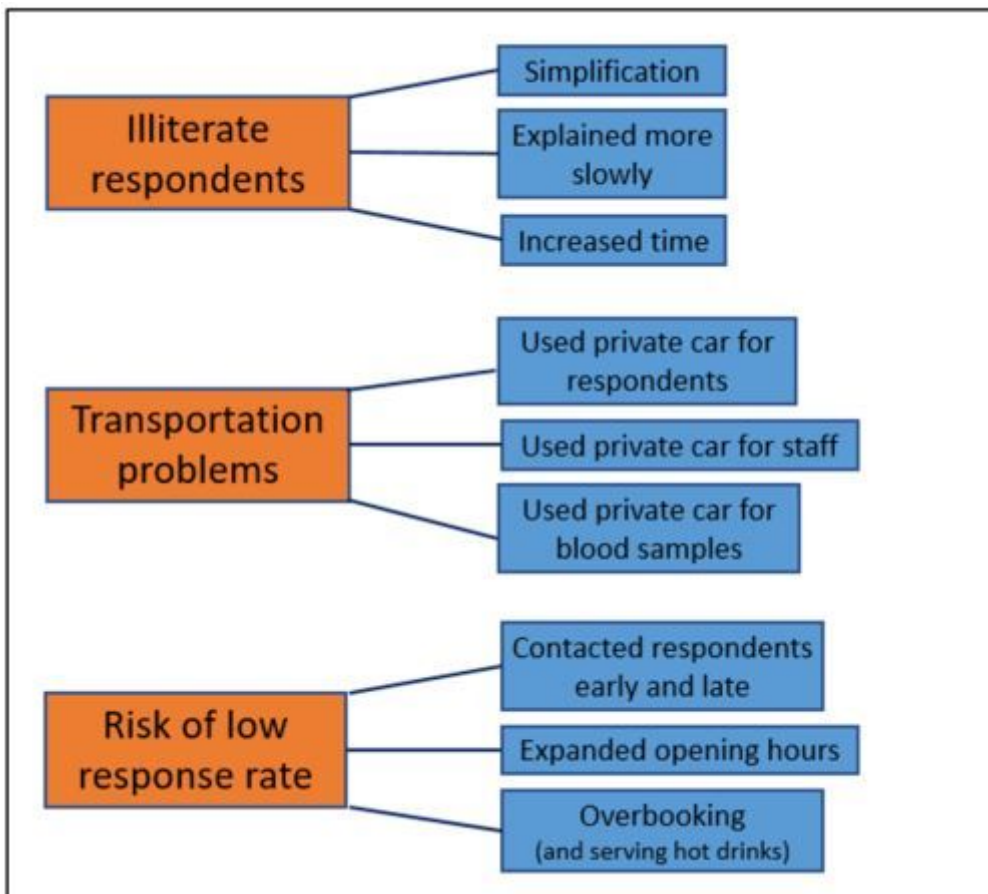 Illiterate
respondents
Simplification
Explained more
slowly
Increased time
Transportation
problems
Used private car for
respondents
Used private car for staff
Used private car for
blood samples
Risk of low
response rate
Contacted respondents
early and late
Expanded opening hours
Overbooking
(and serving hot drinks)